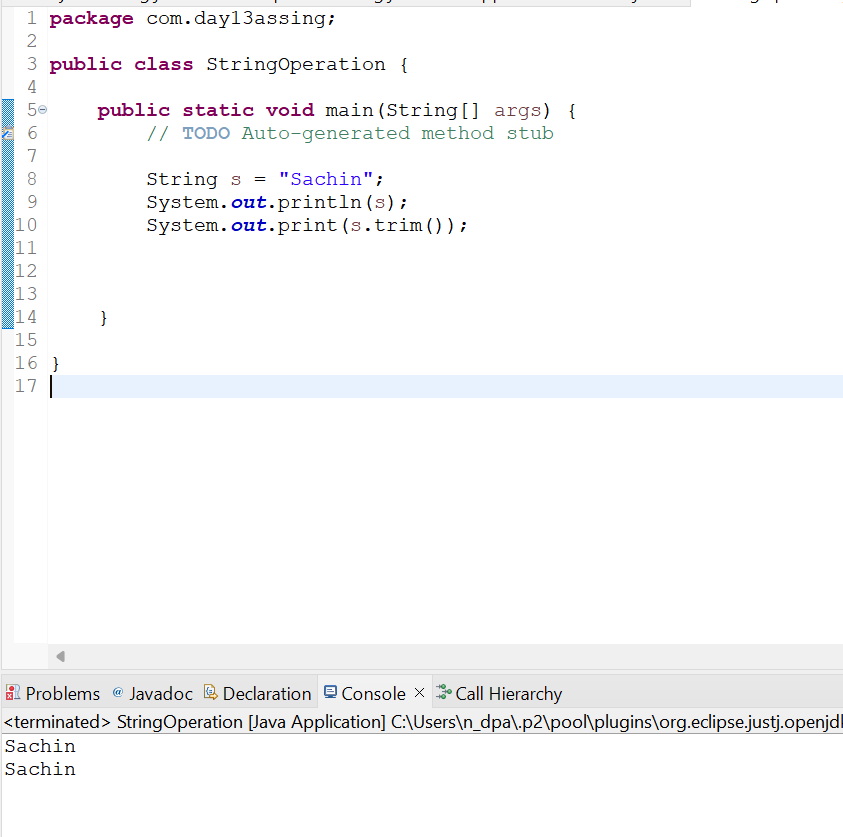 1 package com.day13assing;
2
3 public class StringOperation {
4
5 public static void main(String[] args) {
6 // TODO Auto-generated method stub
7
8 String s = "Sachin";
9 System.out.println(s);
10 System.out.print(s.trim());
11
12
13
14 }
15
16 }
17
Problems @ Javadoc Declaration Console × Call Hierarchy
<terminated> StringOperation [Java Application] C:\Users\n_dpa\.p2\pool\plugins\org.eclipse.justj.openjdk
Sachin
Sachin